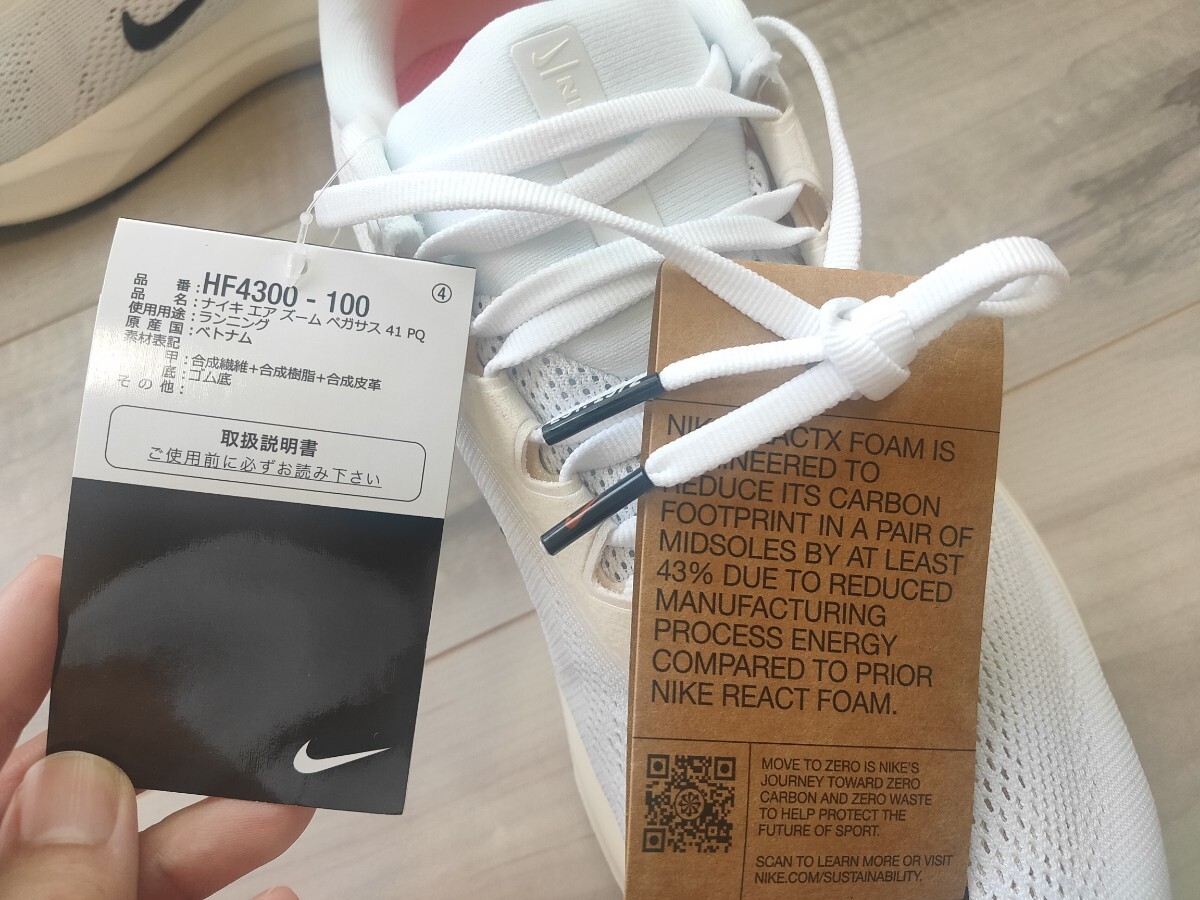 品番:HF4300-100
④
品名:ナイキ エア ズーム ペガサス 41 PQ
使用用途:ランニング
原産国:ベトナム
素材表記
甲:合成繊維+合成樹脂+合成皮革
底:ゴム底
その他:
取扱説明書
ご使用前に必ずお読み下さい
FOAM IS
TO
REDUCE ITS CARBON
FOOTPRINT IN A PAIR OF
MIDSOLES BY AT LEAST
43% DUE TO REDUCED
MANUFACTURING
PROCESS ENERGY
COMPARED TO PRIOR
NIKE REACT FOAM.
MOVE TO ZERO IS NIKE'S
JOURNEY TOWARD ZERO
CARBON AND ZERO WASTE
TO HELP PROTECT THE
FUTURE OF SPORT.
SCAN TO LEARN MORE OR VISIT
NIKE.COM/SUSTAINABILITY.